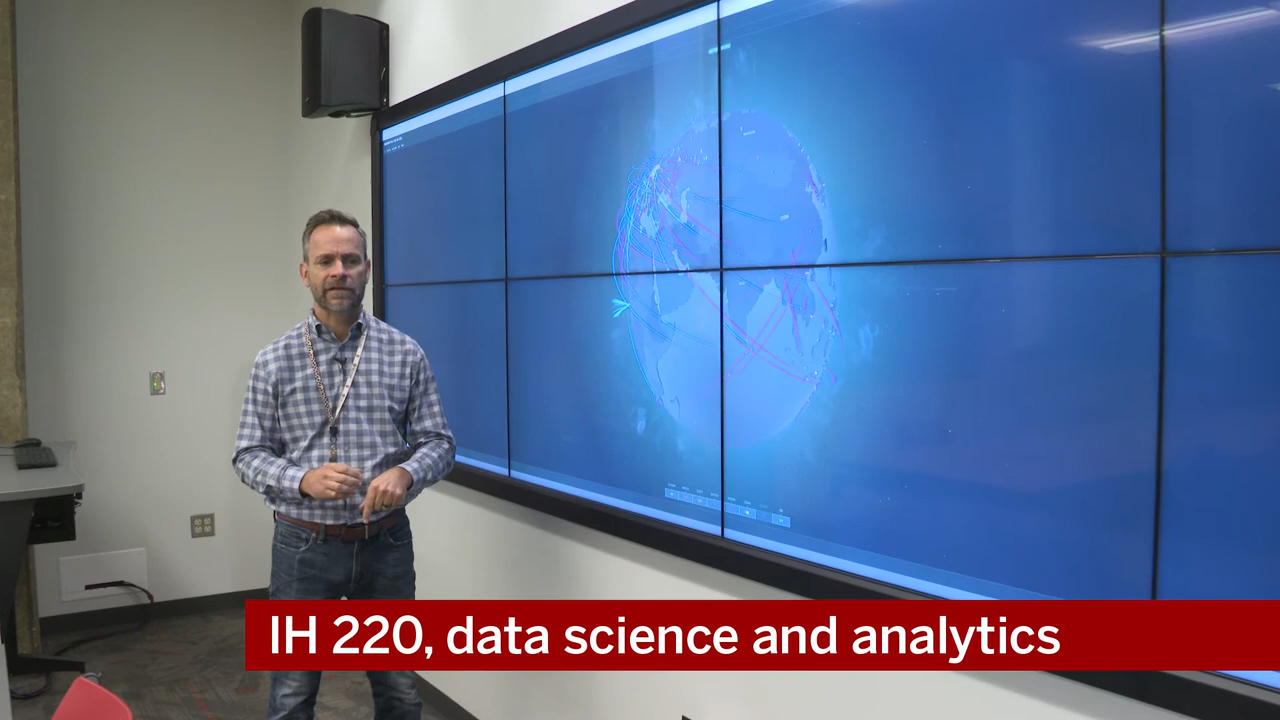 IH 220, data science and analytics